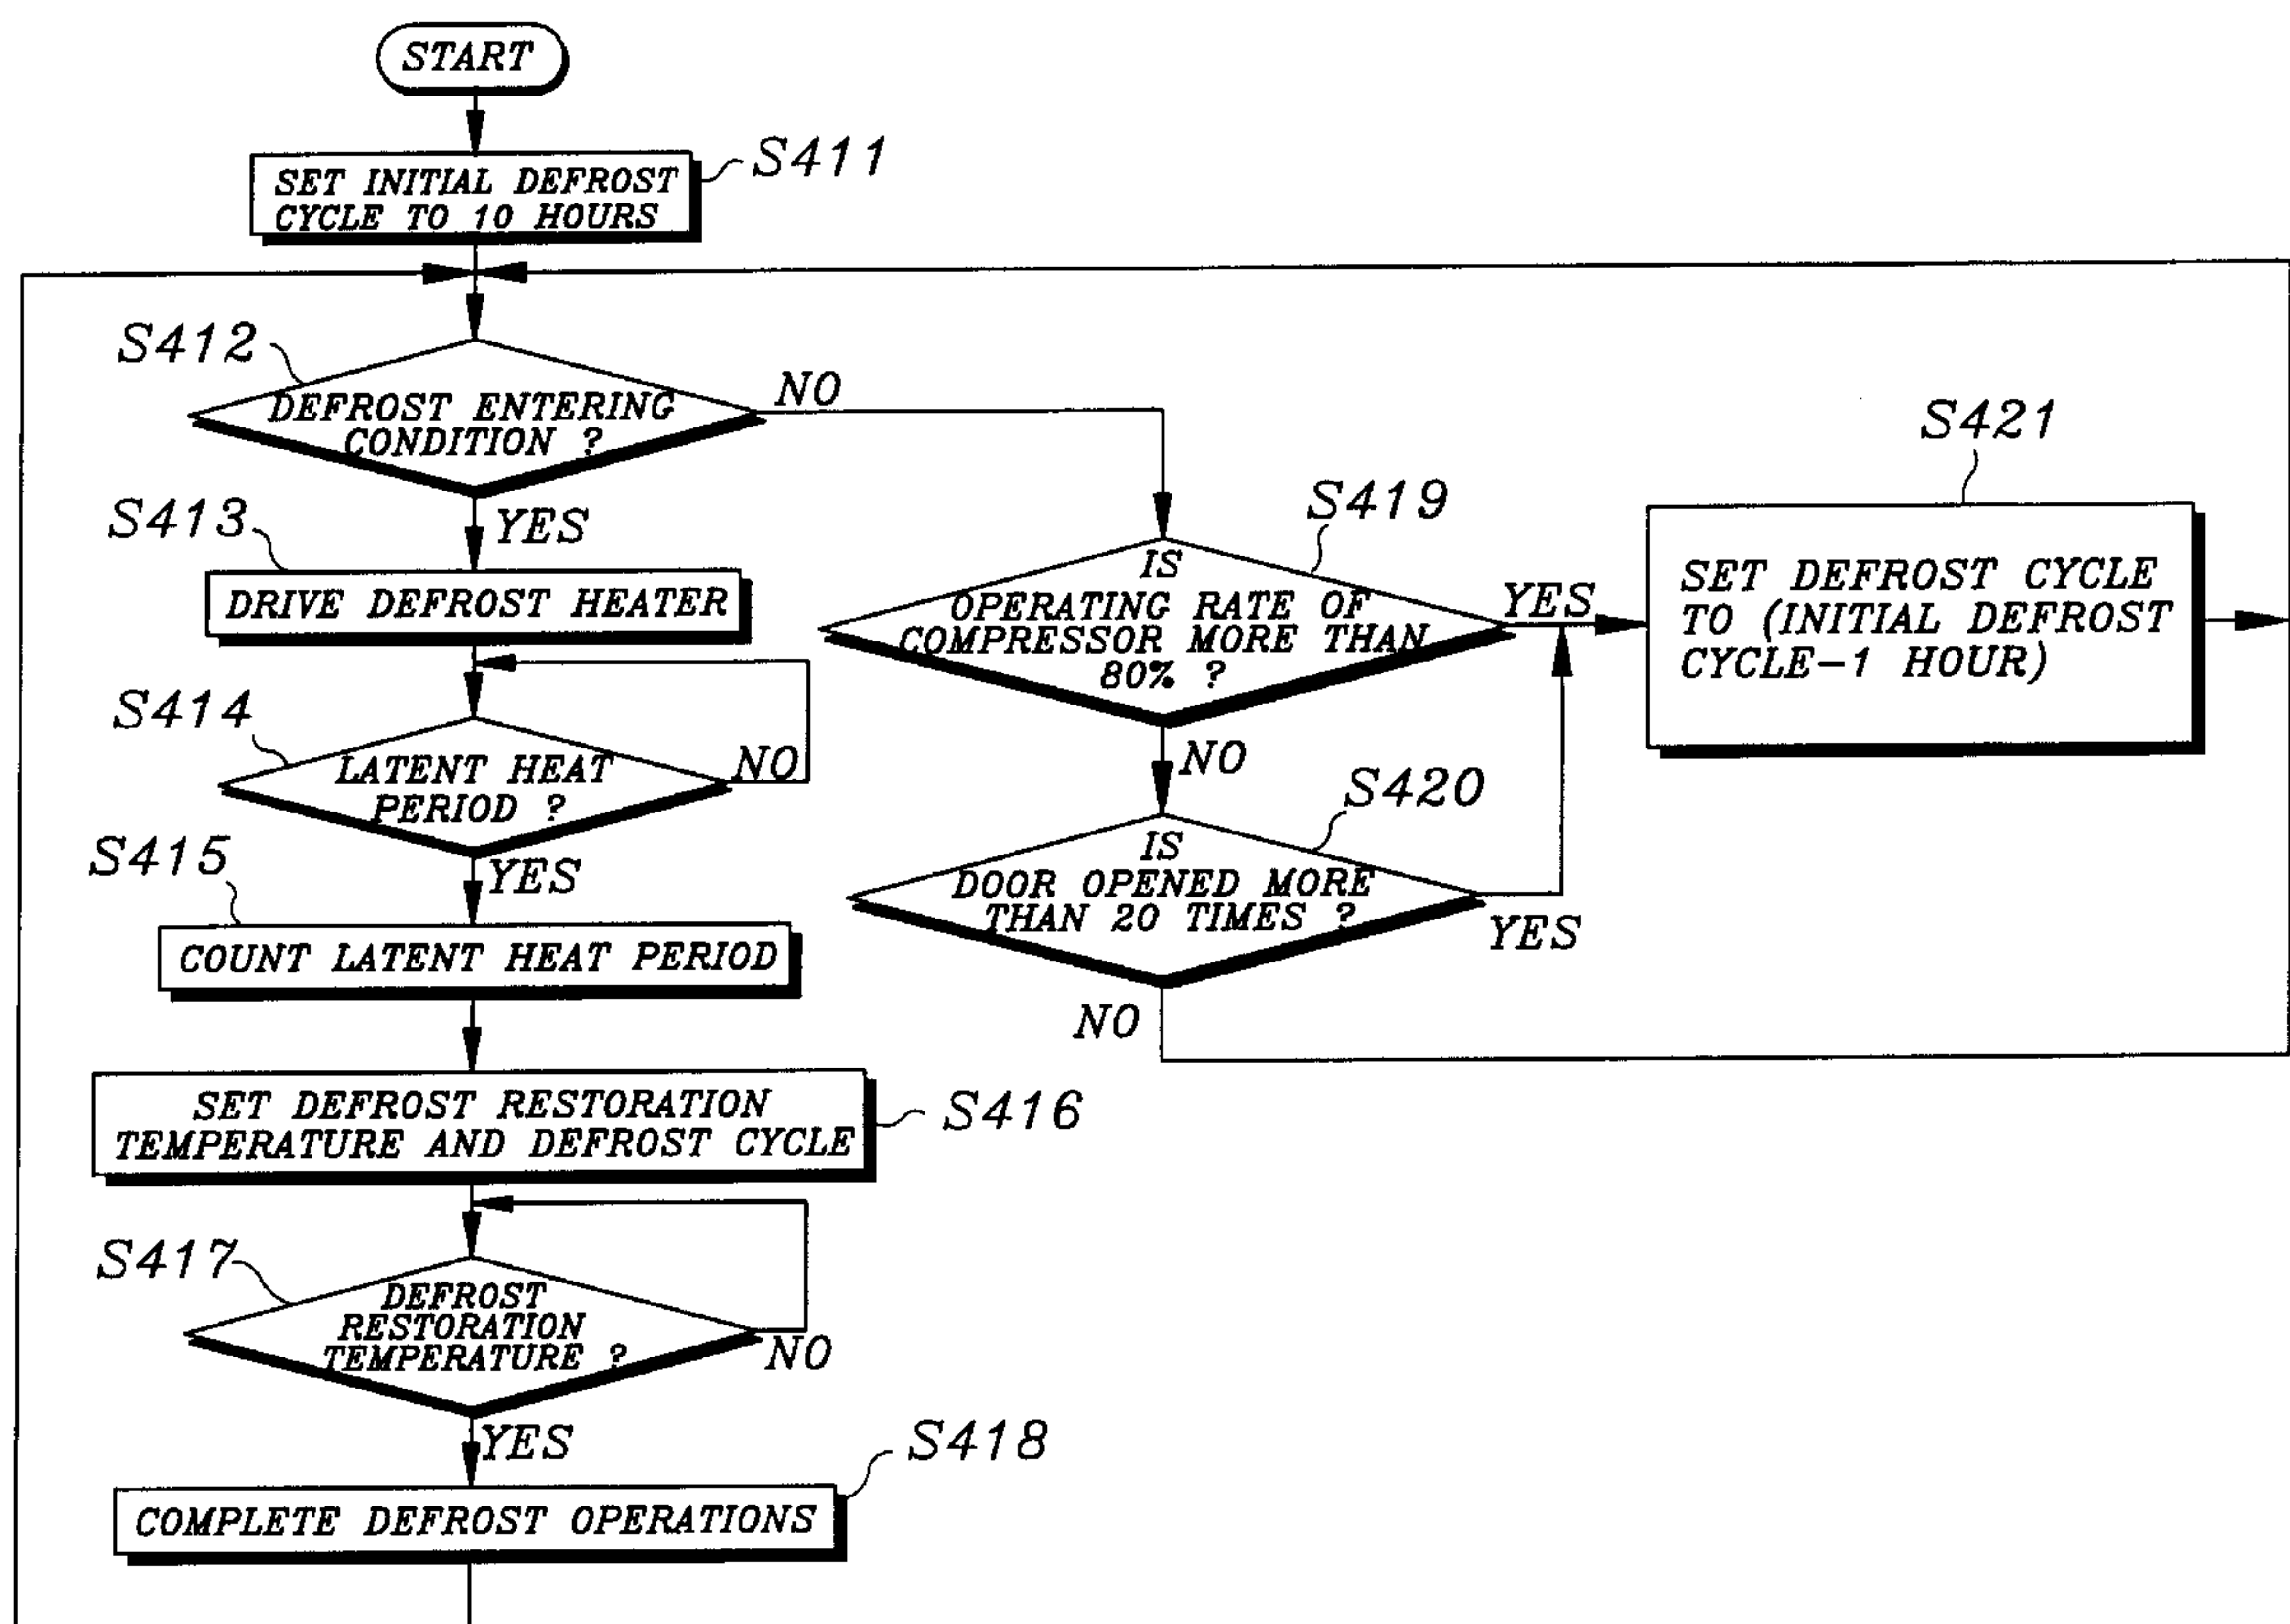 START
S411
SET INITIAL DEFROST
CYCLE TO 10 HOURS
S412
DEFROST ENTERING
CONDITION ?
NO
YES
S413
DRIVE DEFROST HEATER
S414
LATENT HEAT
PERIOD ?
NO
YES
S415
COUNT LATENT HEAT PERIOD
SET DEFROST RESTORATION
TEMPERATURE AND DEFROST CYCLE
S416
S417
DEFROST
RESTORATION
TEMPERATURE ?
NO
YES
S418
COMPLETE DEFROST OPERATIONS
S419
IS
OPERATING RATE OF
COMPRESSOR MORE THAN
80% ?
YES
NO
S420
IS
DOOR OPENED MORE
THAN 20 TIMES ?
YES
NO
S421
SET DEFROST CYCLE
TO (INITIAL DEFROST
CYCLE-1 HOUR)